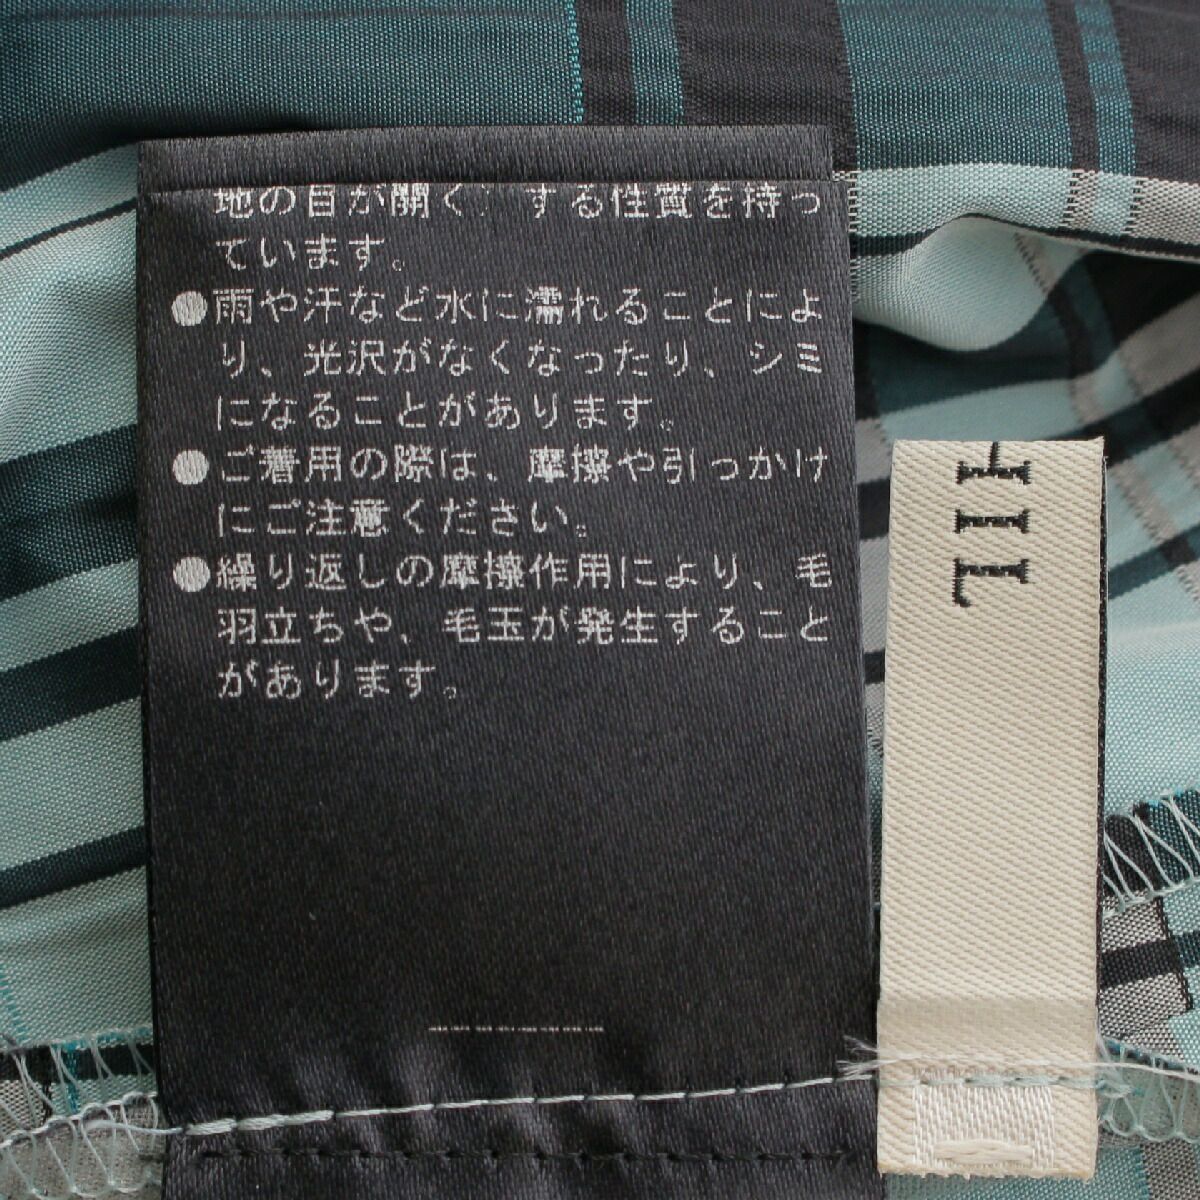 地の目が開く）する性質を持っ
ています。
●雨や汗など水に濡れることによ
り、光沢がなくなったり、シミ
になることがあります。
●ご着用の際は、摩擦や引っかけ
にご注意ください。
●繰り返しの摩擦作用により、毛
羽立ちや、毛玉が発生すること
があります。
HIL